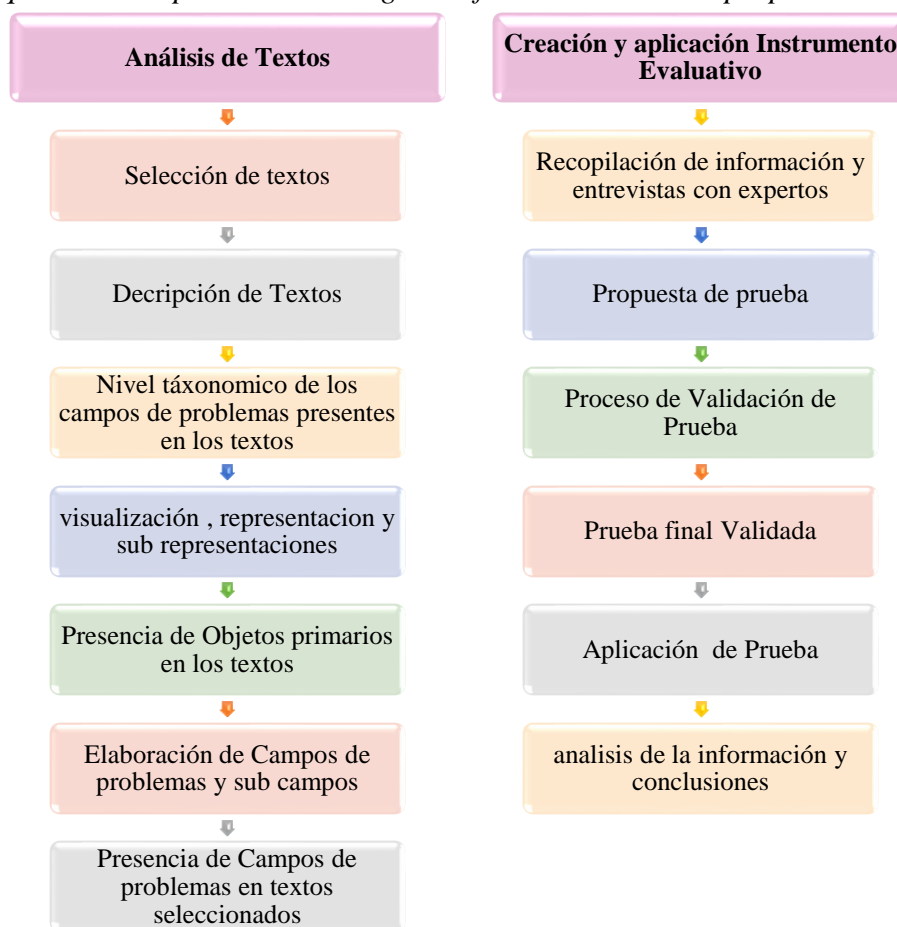 Análisis de Textos
Selección de textos
Decripción de Textos
Nivel táxonomico de los
campos de problemas presentes
en los textos
visualización , representacion y
sub representaciones
Presencia de Objetos primarios
en los textos
Elaboración de Campos de
problemas y sub campos
Presencia de Campos de
problemas en textos
seleccionados
Creación y aplicación Instrumento
Evaluativo
Recopilación de información y
entrevistas con expertos
Propuesta de prueba
Proceso de Validación de
Prueba
Prueba final Validada
Aplicación de Prueba
analisis de la información y
conclusiones